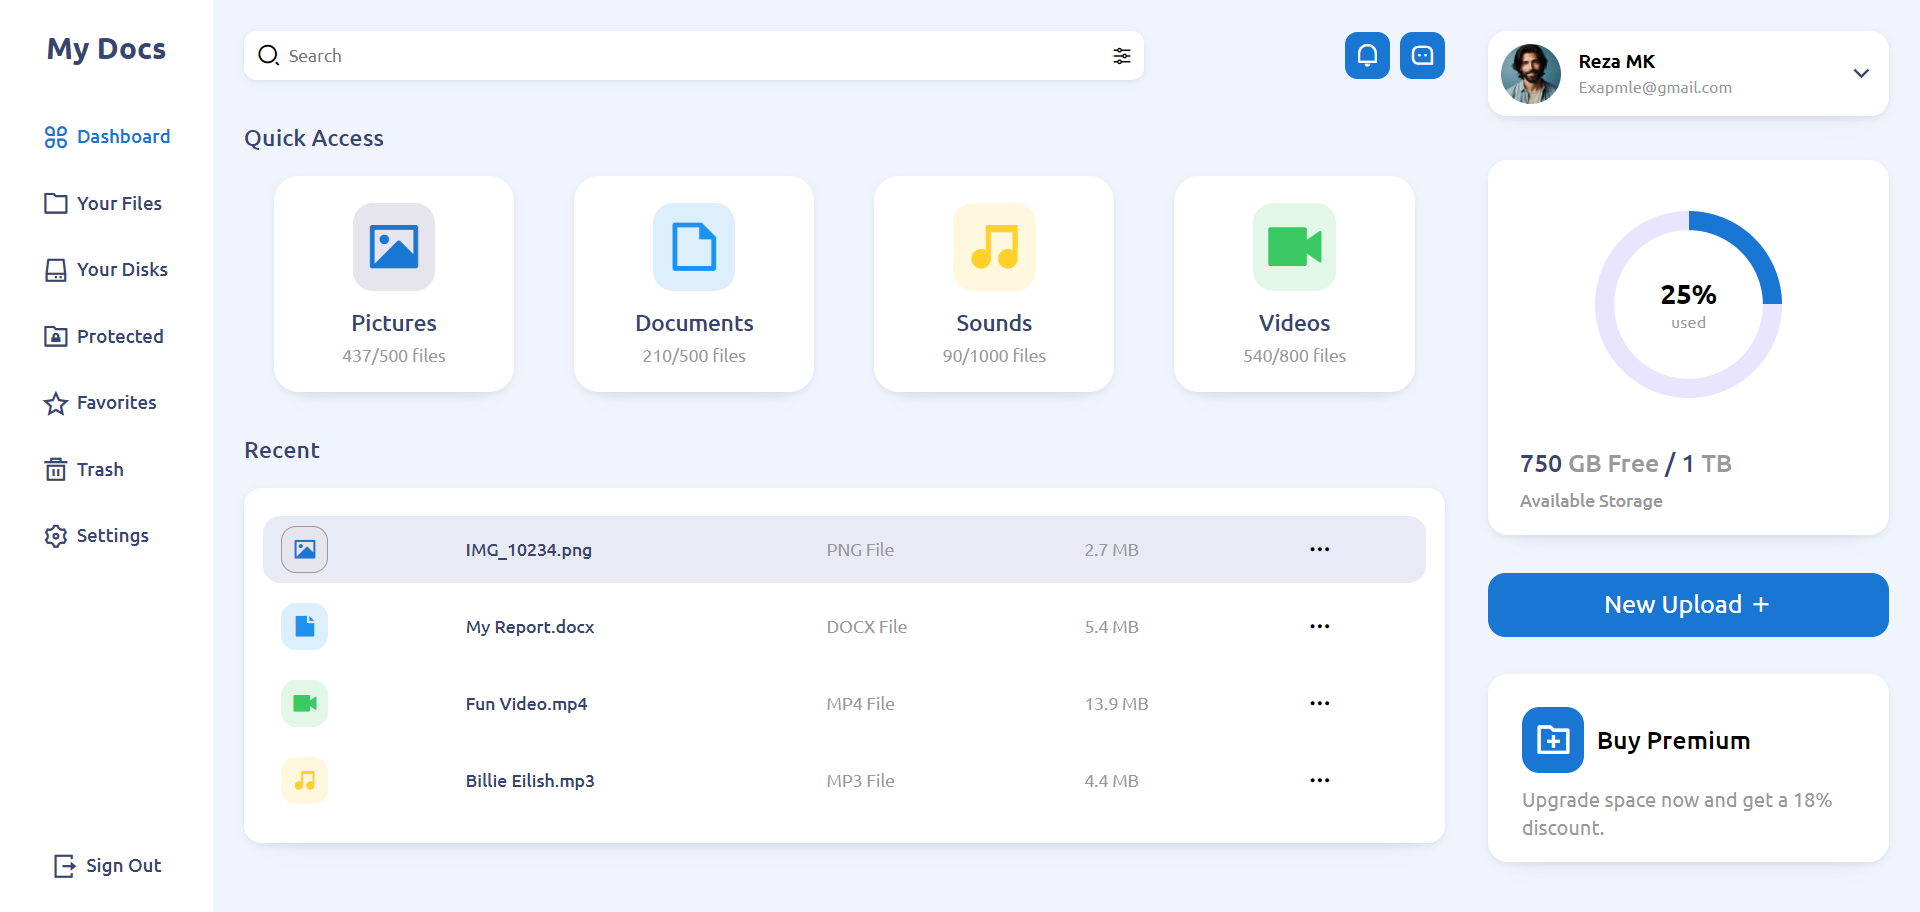 My Docs
Dashboard
Your Files
Your Disks
Protected
Favorites
Trash
Settings
Sign Out
Search
Quick Access
Pictures
437/500 files
Documents
210/500 files
Sounds
90/1000 files
Videos
540/800 files
Recent
IMG_10234.png PNG File 2.7 MB
My Report.docx DOCX File 5.4 MB
Fun Video.mp4 MP4 File 13.9 MB
Billie Eilish.mp3 MP3 File 4.4 MB
Reza MK
Exapmle@gmail.com
25%
used
750 GB Free / 1 TB
Available Storage
New Upload +
Buy Premium
Upgrade space now and get a 18%
discount.